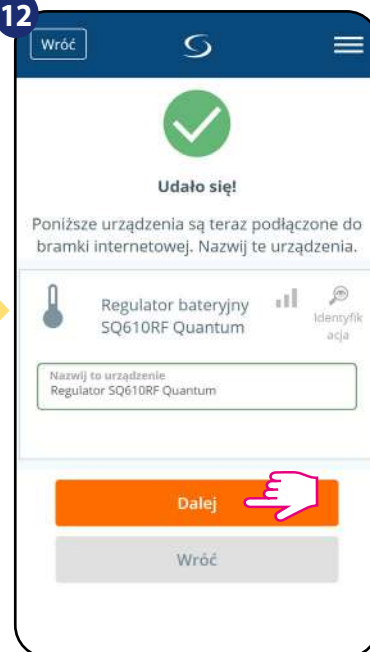 12
Wróć
Udało się!
Poniższe urządzenia są teraz podłączone do
bramki internetowej. Nazwij te urządzenia.
Regulator bateryjny
SQ610RF Quantum
Identyfik
acja
Nazwij to urządzenie
Regulator SQ610RF Quantum
Dalej
Wróć